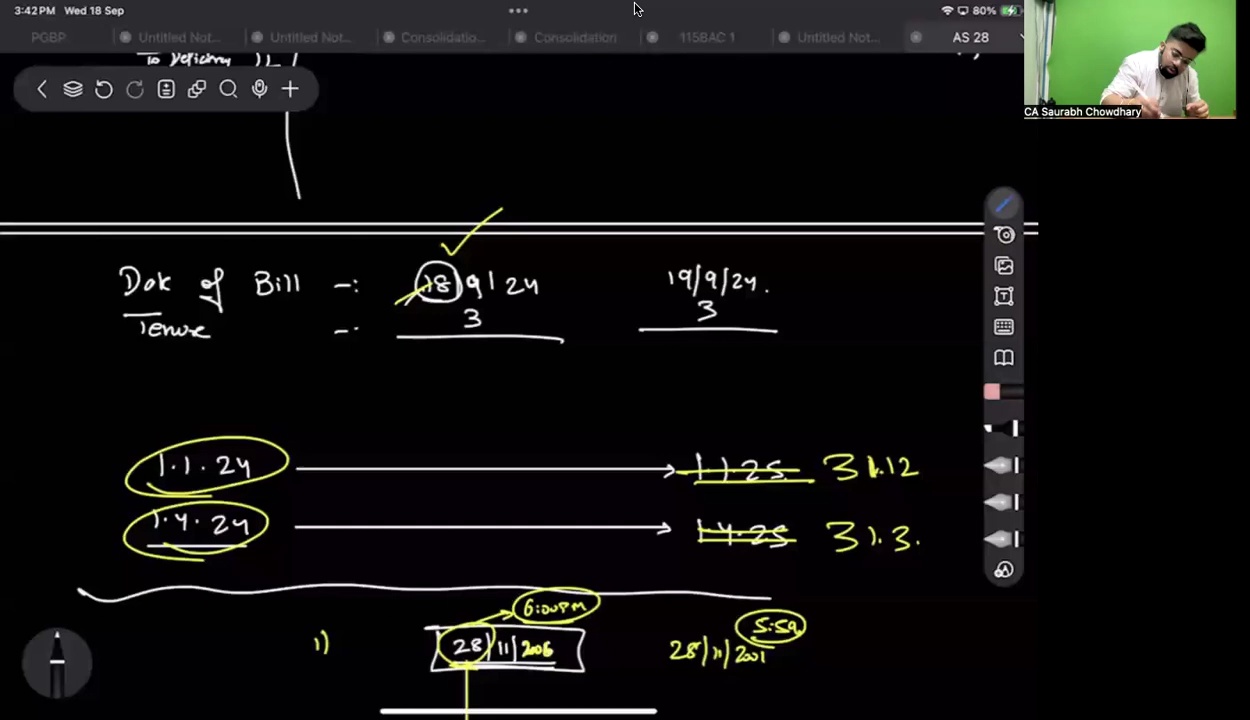 3:42 PM Wed 18 Sep
80%
PGBP
Untitled Not...
Untitled Not...
Consolidatio...
Consolidation
115BAC 1
Untitled Not...
AS 28
To Deficiency
CA Saurabh Chowdhary
Date of Bill -: 18/9/24 19/9/24.
Tenure -: 3 3
1.1.24 1.1.25. 31.12
1.4.24 1.4.25 31.3.
6:00PM
5:59
1) 28/11/2006 28/11/2001